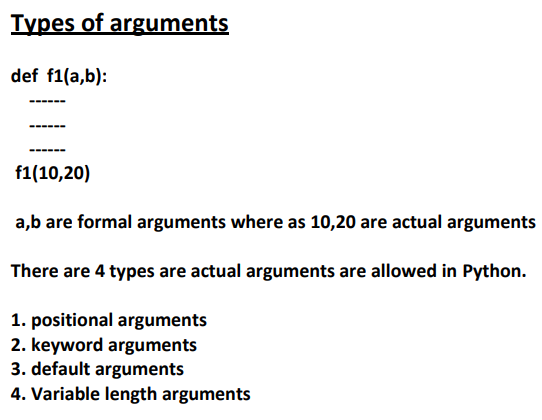 Types of arguments
def f1(a,b):
------
------
------
f1(10,20)
a,b are formal arguments where as 10,20 are actual arguments
There are 4 types are actual arguments are allowed in Python.
1. positional arguments
2. keyword arguments
3. default arguments
4. Variable length arguments